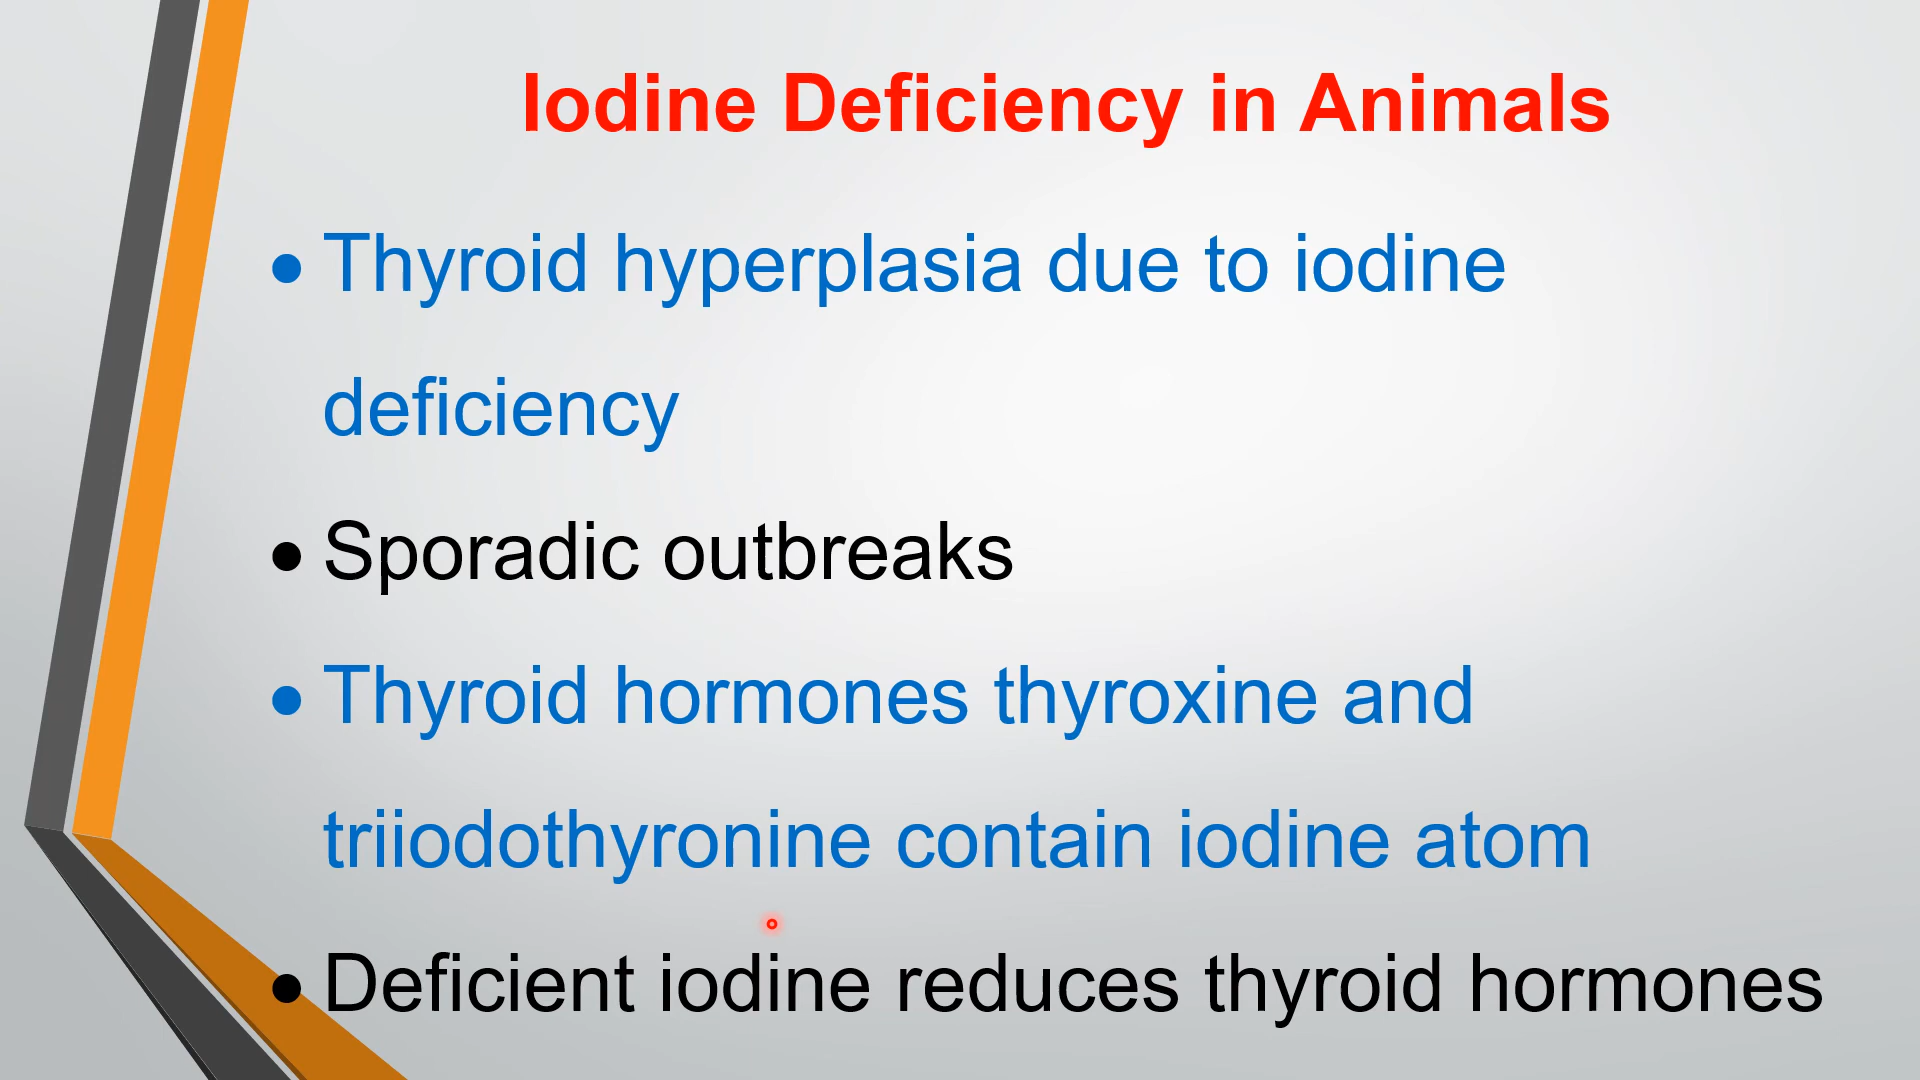 Iodine Deficiency in Animals
• Thyroid hyperplasia due to iodine
deficiency
• Sporadic outbreaks
• Thyroid hormones thyroxine and
triiodothyronine contain iodine atom
• Deficient iodine reduces thyroid hormones